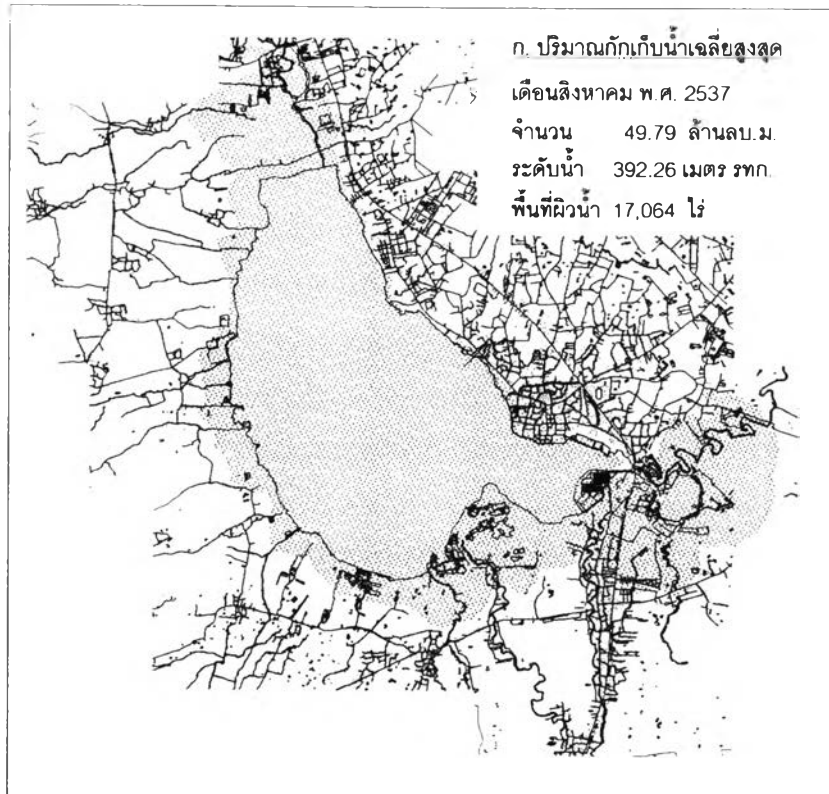 ก. ปริมาณกักเก็บน้ำเฉลี่ยสูงสุด
เดือนสิงหาคม พ.ศ. 2537
จำนวน 49.79 ล้านลบ.ม.
ระดับน้ำ 392.26 เมตร รทก.
พื้นที่ผิวน้ำ 17,064 ไร่